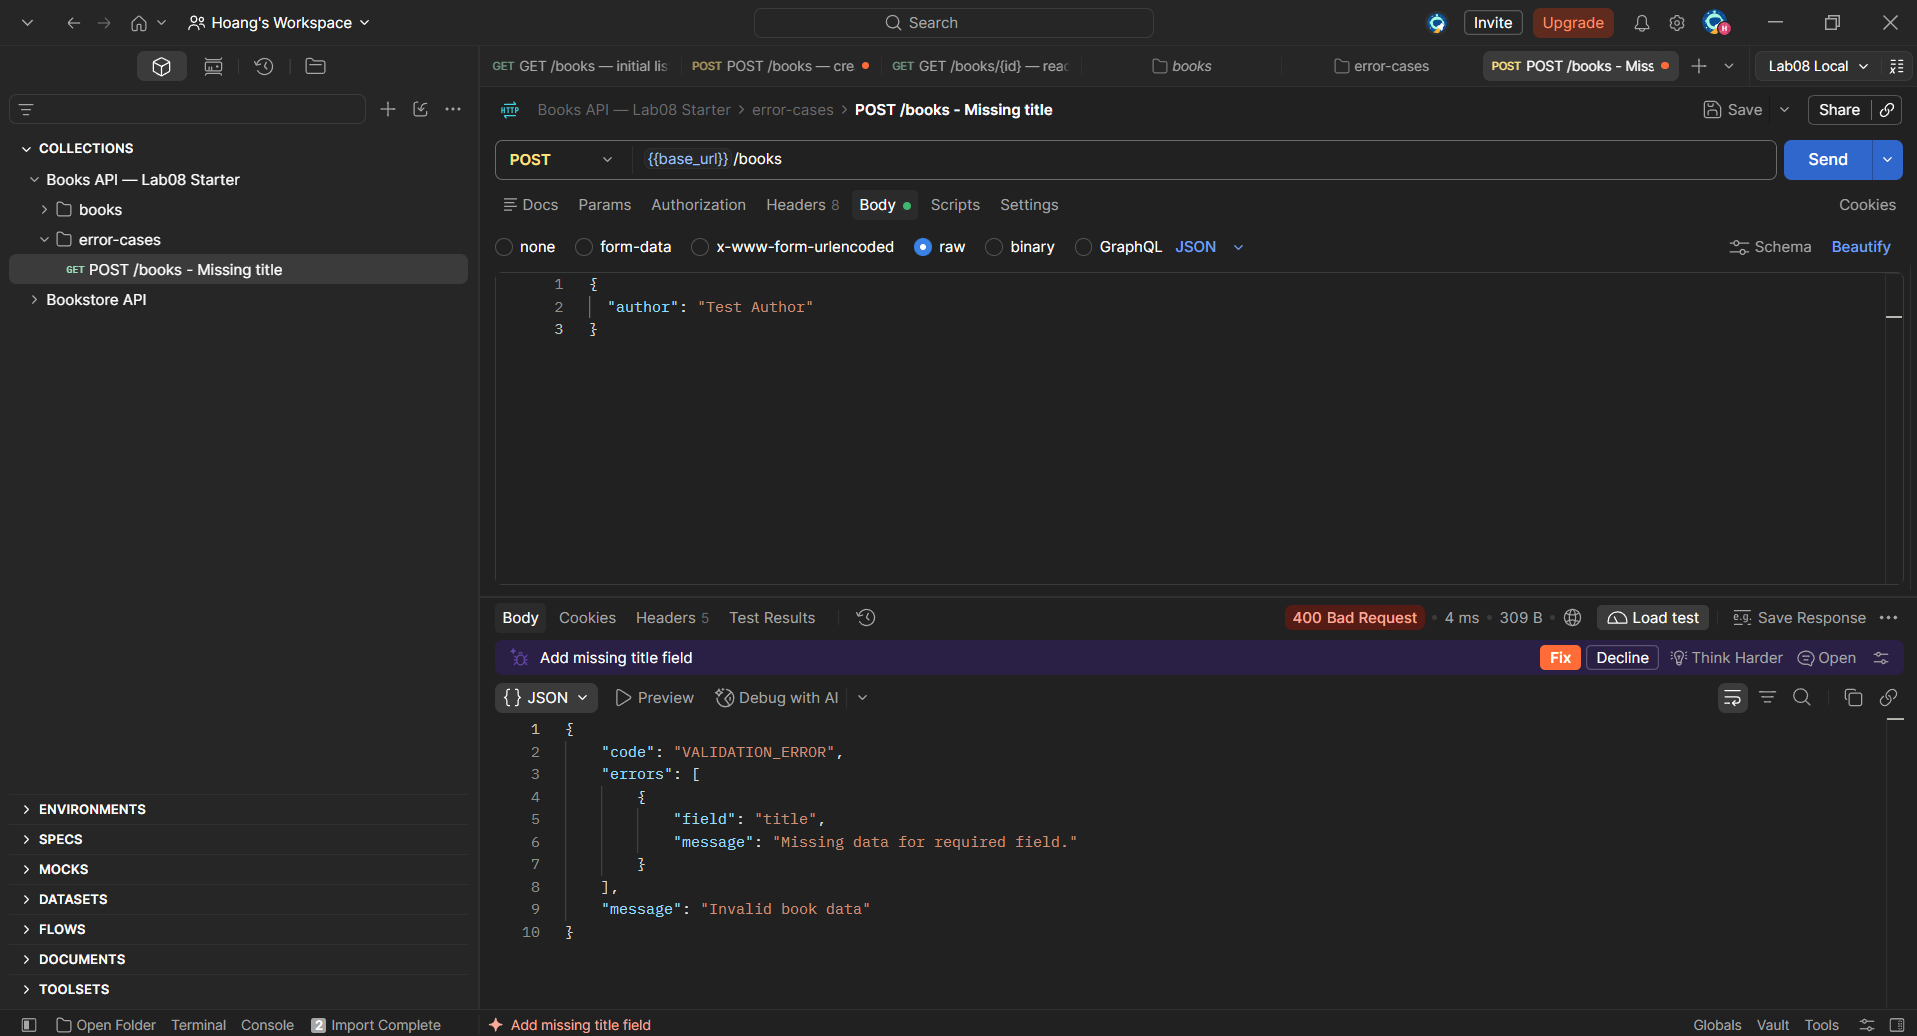 Hoang's Workspace
Search
Invite
Upgrade
H
GET GET /books — initial lis
POST POST /books — cre
GET GET /books/{id} — rea
books
error-cases
POST POST /books - Miss
Lab08 Local
Books API — Lab08 Starter > error-cases > POST /books - Missing title
Save
Share
COLLECTIONS
Books API — Lab08 Starter
books
error-cases
GET POST /books - Missing title
Bookstore API
POST
{{base_url}} /books
Send
Docs
Params
Authorization
Headers 8
Body
Scripts
Settings
Cookies
none
form-data
x-www-form-urlencoded
raw
binary
GraphQL
JSON
Schema
Beautify
1 {
2 "author": "Test Author"
3 }
Body
Cookies
Headers 5
Test Results
400 Bad Request
4 ms
309 B
Load test
e.g. Save Response
Add missing title field
Fix
Decline
Think Harder
Open
{} JSON
Preview
Debug with AI
1 {
2 "code": "VALIDATION_ERROR",
3 "errors": [
4 {
5 "field": "title",
6 "message": "Missing data for required field."
7 }
8 ],
9 "message": "Invalid book data"
10 }
ENVIRONMENTS
SPECS
MOCKS
DATASETS
FLOWS
DOCUMENTS
TOOLSETS
Open Folder
Terminal
Console
2 Import Complete
Add missing title field
Globals
Vault
Tools